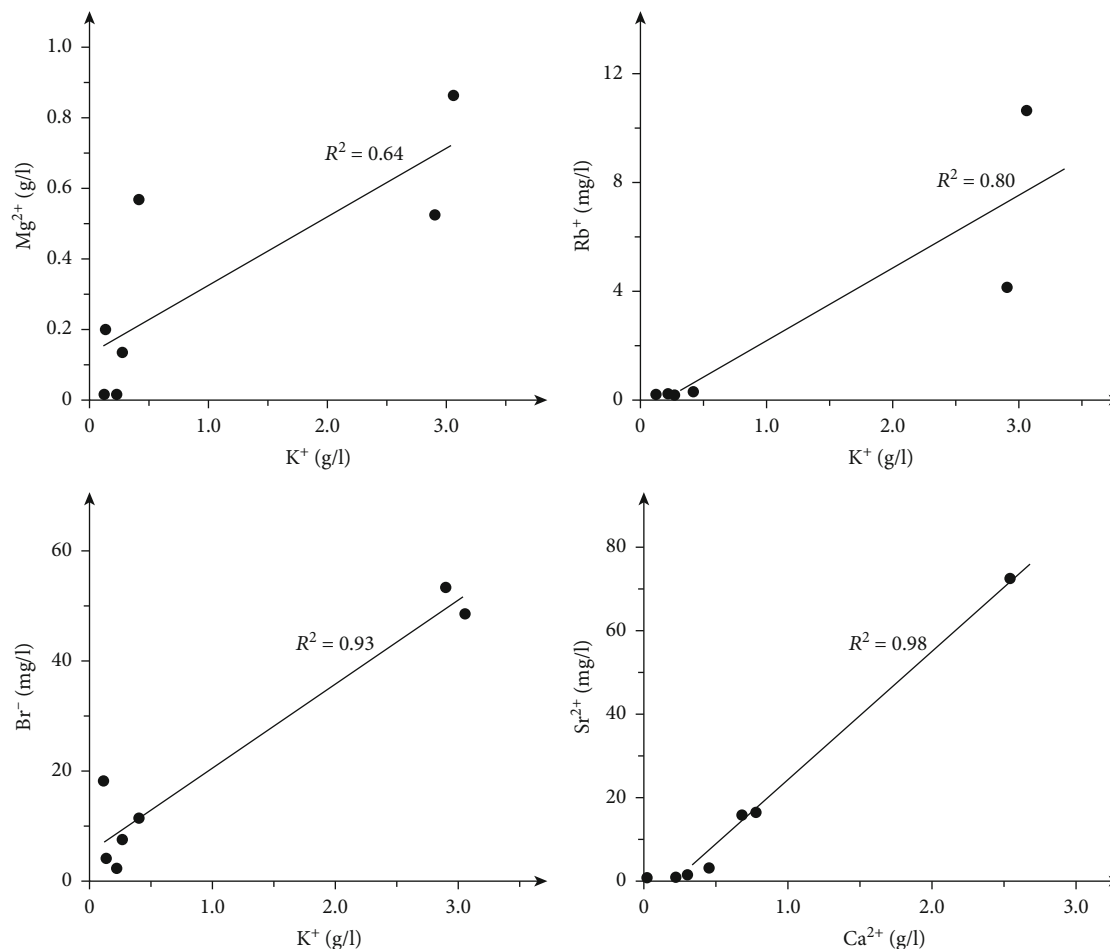 1.0
0.8
0.6
0.4
0.2
0
Mg²⁺ (g/l)
R² = 0.64
0 1.0 2.0 3.0
K⁺ (g/l)
12
8
4
0
Rb⁺ (mg/l)
R² = 0.80
0 1.0 2.0 3.0
K⁺ (g/l)
60
40
20
0
Br⁻ (mg/l)
R² = 0.93
0 1.0 2.0 3.0
K⁺ (g/l)
80
60
40
20
0
Sr²⁺ (mg/l)
R² = 0.98
0 1.0 2.0 3.0
Ca²⁺ (g/l)